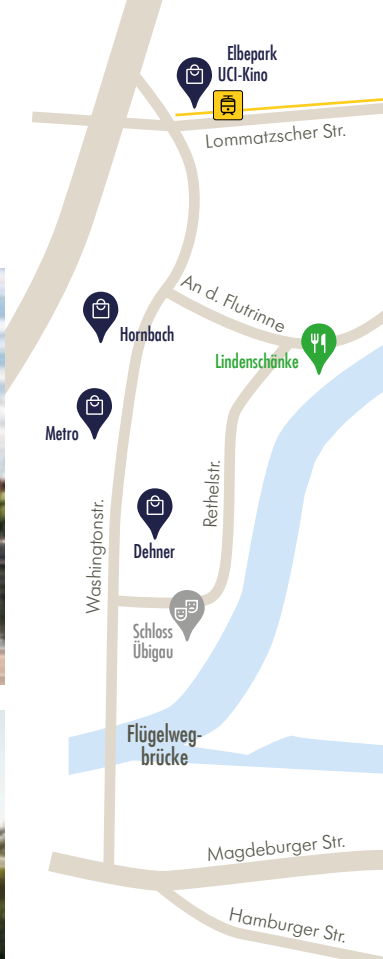 Elbepark
UCI-Kino
Lommatzscher Str.
An d. Flutrinne
Hornbach
Lindenschänke
Metro
Rethelstr.
Washingtonstr.
Dehner
Schloss
Übigau
Flügelweg-
brücke
Magdeburger Str.
Hamburger Str.